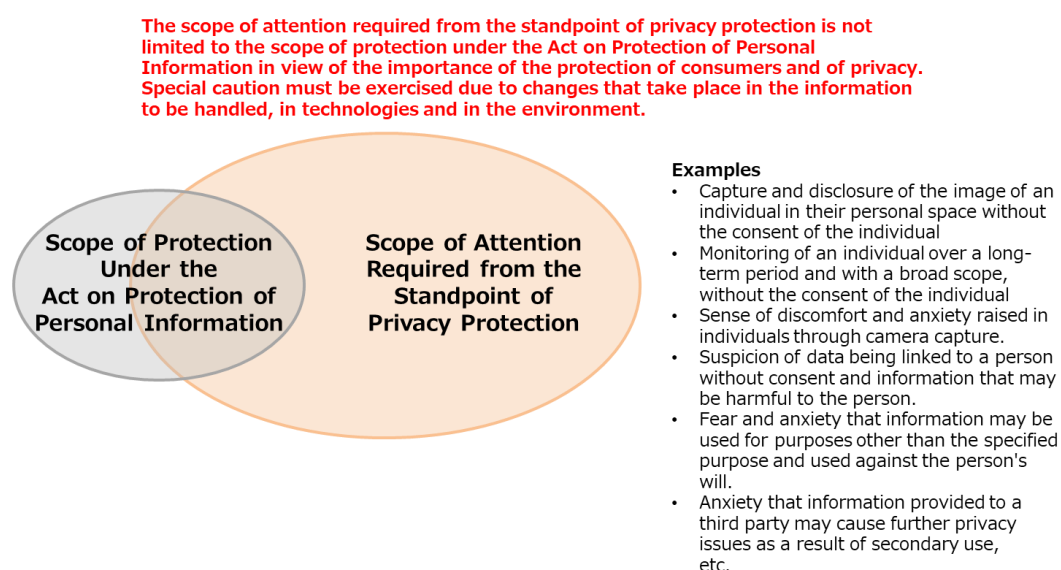 The scope of attention required from the standpoint of privacy protection is not
limited to the scope of protection under the Act on Protection of Personal
Information in view of the importance of the protection of consumers and of privacy.
Special caution must be exercised due to changes that take place in the information
to be handled, in technologies and in the environment.
Scope of Protection
Under the
Act on Protection of
Personal Information
Scope of Attention
Required from the
Standpoint of
Privacy Protection
Examples
• Capture and disclosure of the image of an
individual in their personal space without
the consent of the individual
• Monitoring of an individual over a long-
term period and with a broad scope,
without the consent of the individual
• Sense of discomfort and anxiety raised in
individuals through camera capture.
• Suspicion of data being linked to a person
without consent and information that may
be harmful to the person.
• Fear and anxiety that information may be
used for purposes other than the specified
purpose and used against the person's
will.
• Anxiety that information provided to a
third party may cause further privacy
issues as a result of secondary use,
etc.